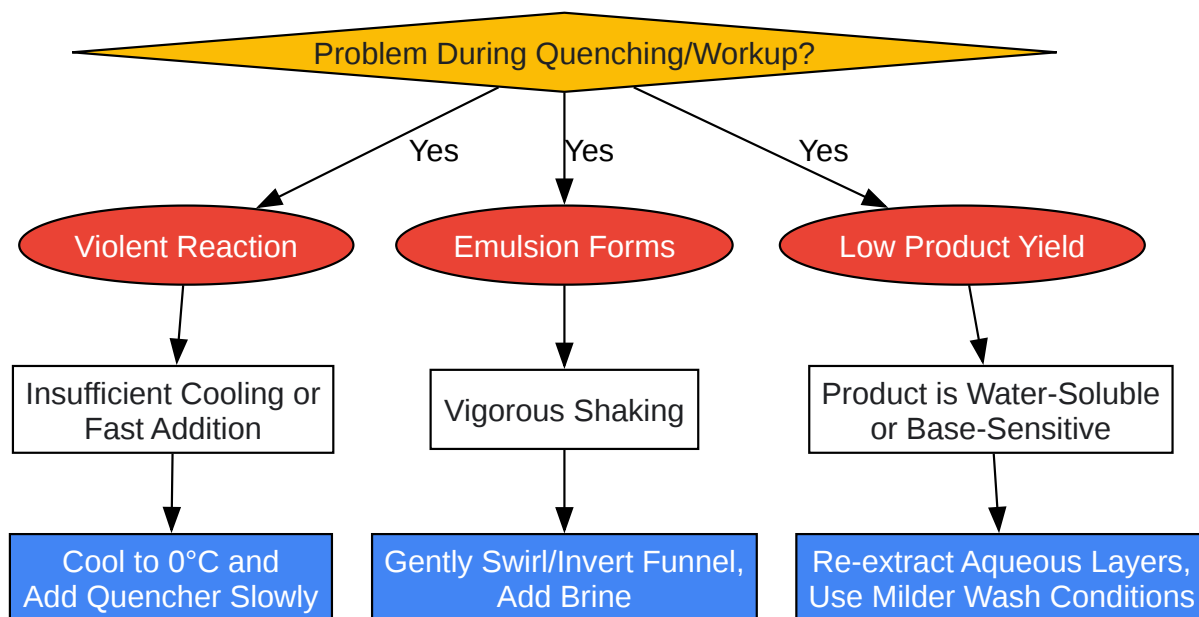 Problem During Quenching/Workup?
Yes
Yes
Yes
Violent Reaction
Emulsion Forms
Low Product Yield
Insufficient Cooling or
Fast Addition
Vigorous Shaking
Product is Water-Soluble
or Base-Sensitive
Cool to 0°C and
Add Quencher Slowly
Gently Swirl/Invert Funnel,
Add Brine
Re-extract Aqueous Layers,
Use Milder Wash Conditions